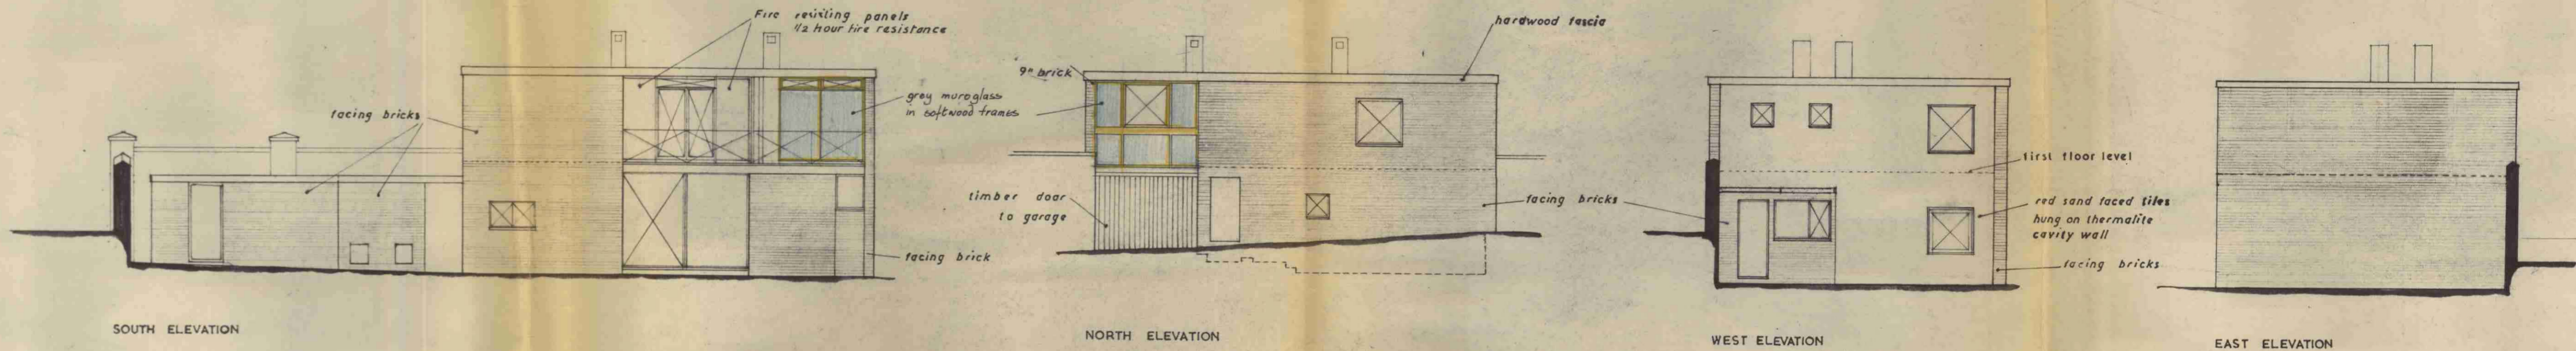 Fire resisting panels
1/2 hour fire resistance
facing bricks
grey muroglass
in softwood frames
facing brick
SOUTH ELEVATION
9" brick
hardwood fascia
timber door
to garage
facing bricks
NORTH ELEVATION
first floor level
red sand faced tiles
hung on thermalite
cavity wall
facing bricks
WEST ELEVATION
EAST ELEVATION